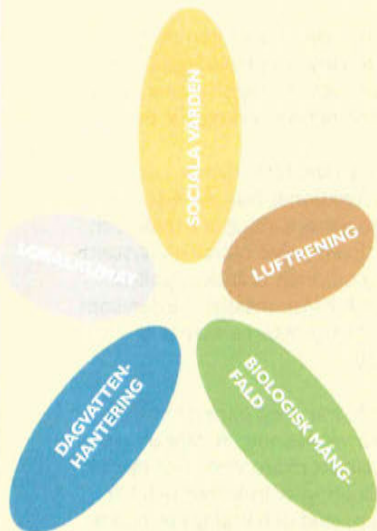 SOCIALA VÄRDEN
LUFTRENING
BIOLOGISK MÅNG-
FALD
DAGVATTEN-
HANTERING
LOKALKLIMAT